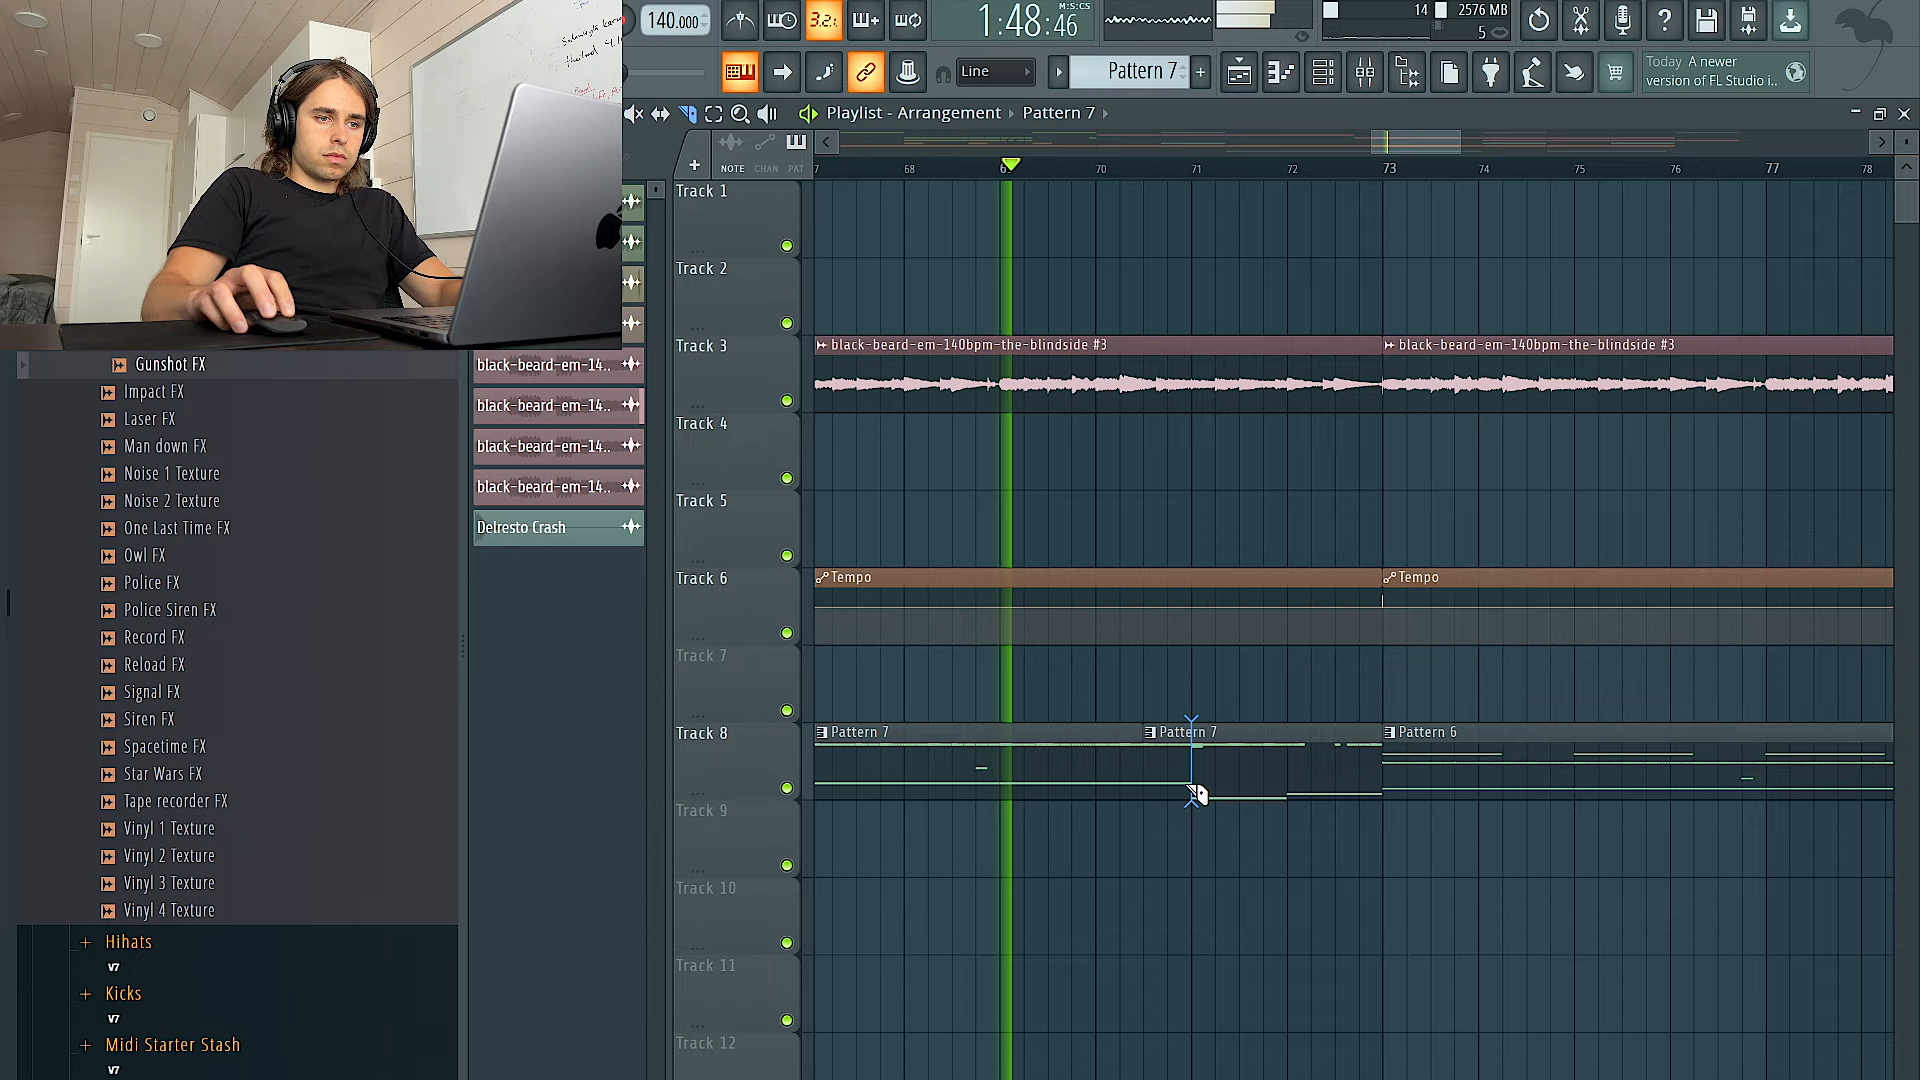 140.000
3.2.
1:48:46
M:S:CS
14
2576 MB
5
Line
Pattern 7
+
Today A newer
version of FL Studio i..
Playlist - Arrangement › Pattern 7 ›
NOTE CHAN PAT
7 68 70 71 72 73 74 75 76 77 78
Track 1
Track 2
Track 3
black-beard-em-140bpm-the-blindside #3
black-beard-em-140bpm-the-blindside #3
Track 4
Track 5
Track 6
Tempo
Tempo
Track 7
Track 8
Pattern 7
Pattern 7
Pattern 6
Track 9
Track 10
Track 11
Track 12
black-beard-em-14..
black-beard-em-14..
black-beard-em-14..
black-beard-em-14..
Delresto Crash
Gunshot FX
Impact FX
Laser FX
Man down FX
Noise 1 Texture
Noise 2 Texture
One Last Time FX
Owl FX
Police FX
Police Siren FX
Record FX
Reload FX
Signal FX
Siren FX
Spacetime FX
Star Wars FX
Tape recorder FX
Vinyl 1 Texture
Vinyl 2 Texture
Vinyl 3 Texture
Vinyl 4 Texture
+ Hihats
V7
+ Kicks
V7
+ Midi Starter Stash
V7